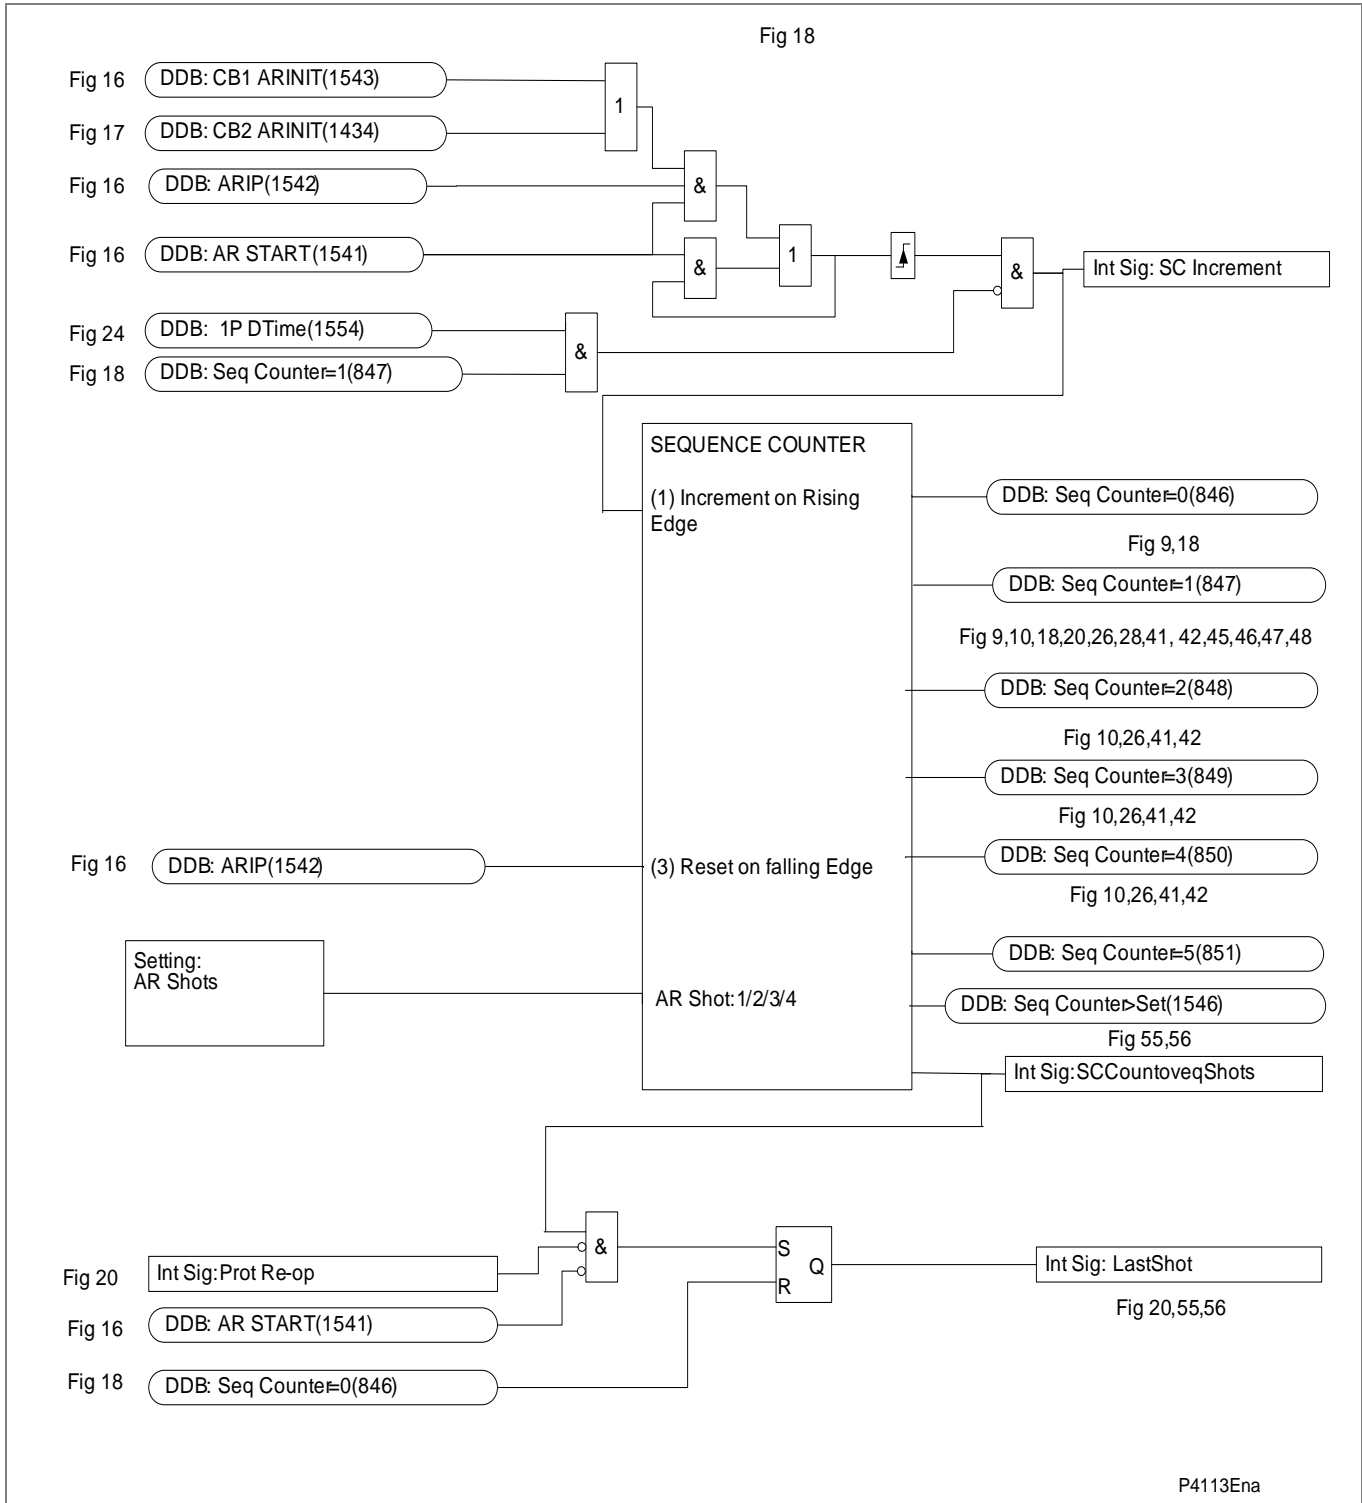 Fig 18
Fig 16 DDB: CB1 ARINIT(1543)
1
Fig 17 DDB: CB2 ARINIT(1434)
Fig 16 DDB: ARIP(1542)
&
Fig 16 DDB: AR START(1541)
&
1
&
Int Sig: SC Increment
Fig 24 DDB: 1P DTime(1554)
&
Fig 18 DDB: Seq Counter=1(847)
SEQUENCE COUNTER
(1) Increment on Rising
Edge
DDB: Seq Counter=0(846)
Fig 9,18
DDB: Seq Counter=1(847)
Fig 9,10,18,20,26,28,41, 42,45,46,47,48
DDB: Seq Counter=2(848)
Fig 10,26,41,42
DDB: Seq Counter=3(849)
Fig 10,26,41,42
DDB: Seq Counter=4(850)
Fig 10,26,41,42
Fig 16 DDB: ARIP(1542)
(3) Reset on falling Edge
Setting:
AR Shots
AR Shot:1/2/3/4
DDB: Seq Counter=5(851)
DDB: Seq Counter>Set(1546)
Fig 55,56
Int Sig:SCCountoveqShots
Fig 20 Int Sig:Prot Re-op
&
S
Q
R
Int Sig: LastShot
Fig 20,55,56
Fig 16 DDB: AR START(1541)
Fig 18 DDB: Seq Counter=0(846)
P4113Ena